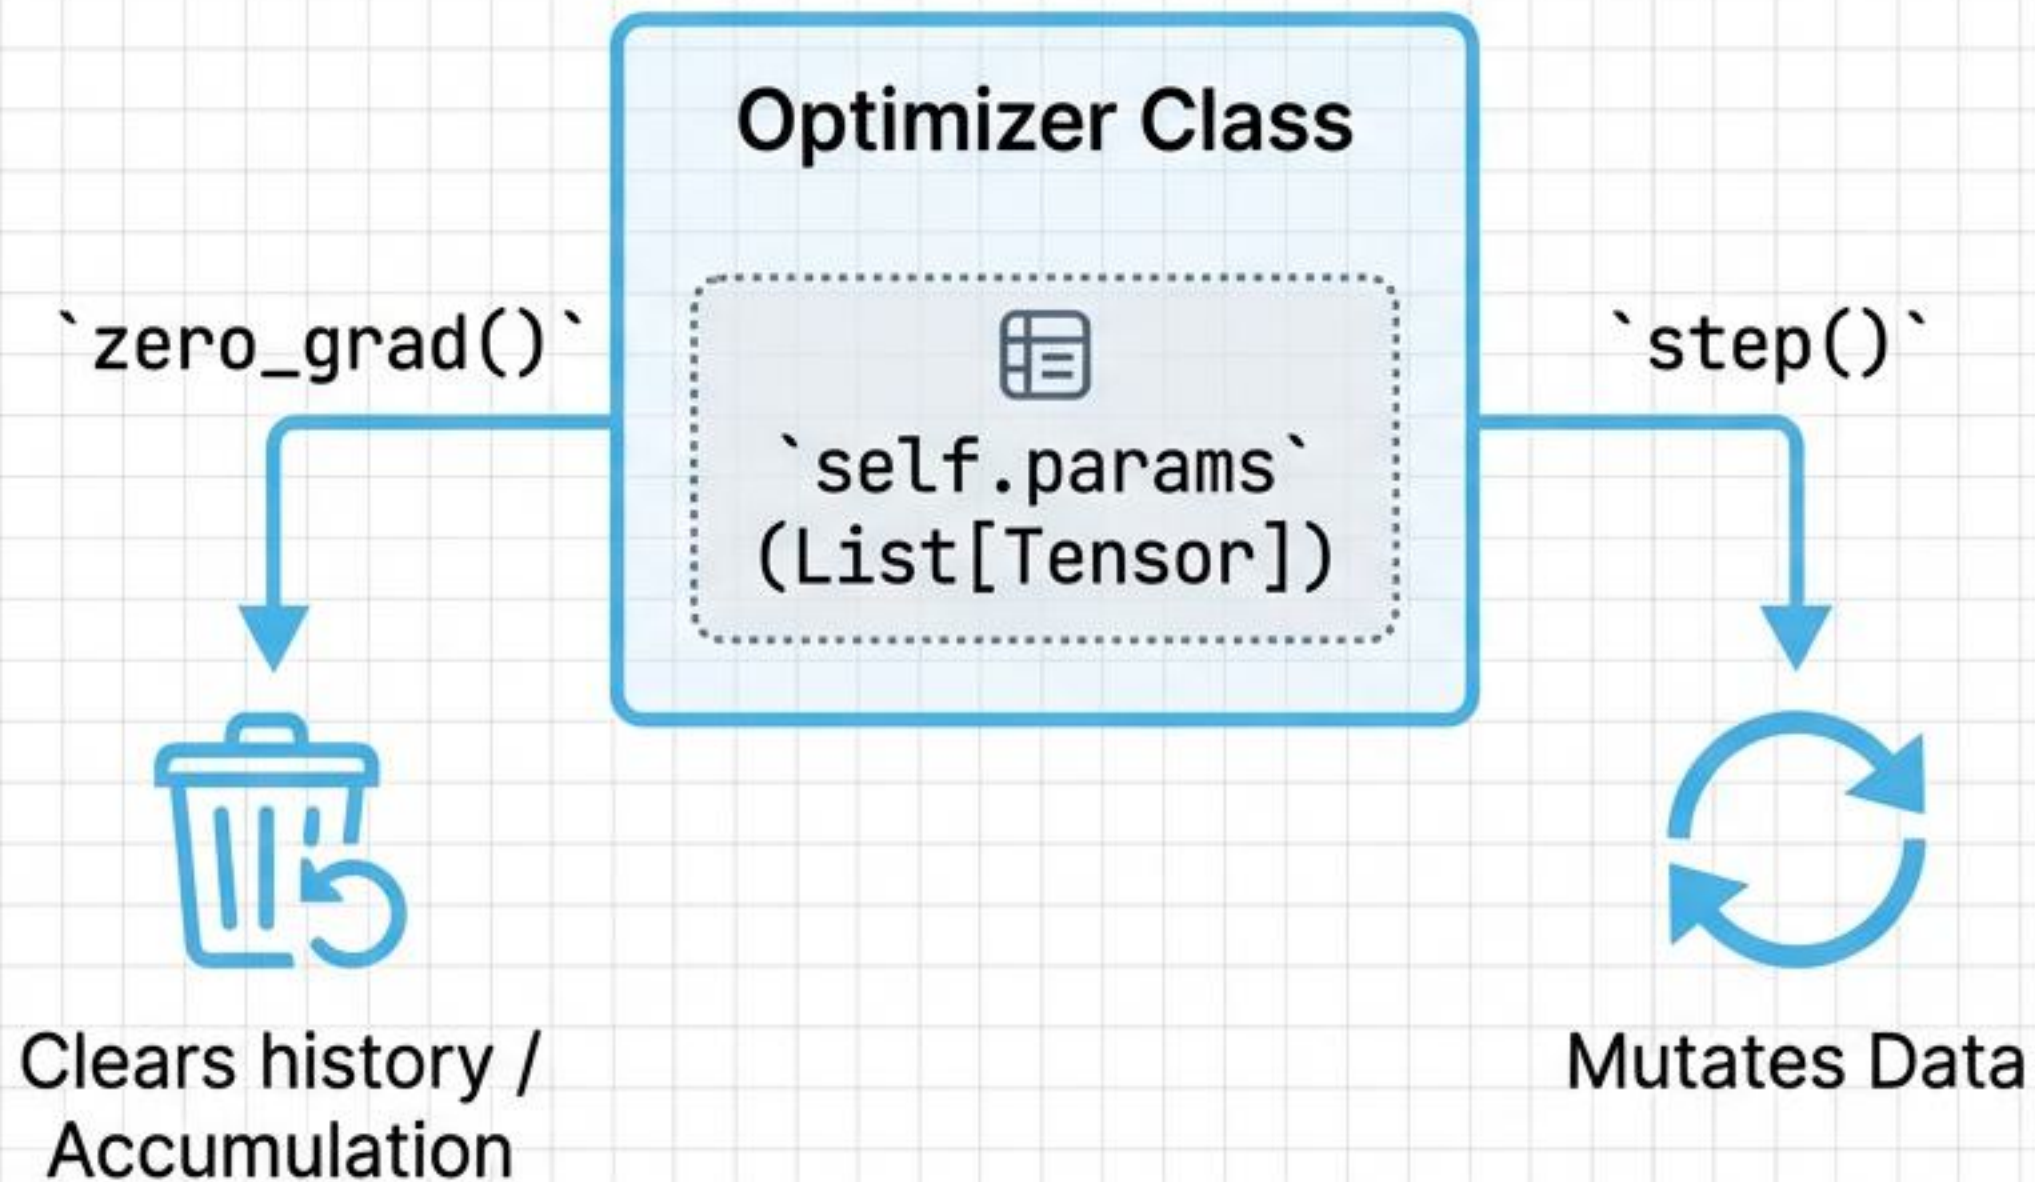 Optimizer Class
`zero_grad()`
`self.params`
(List[Tensor])
`step()`
Clears history /
Accumulation
Mutates Data